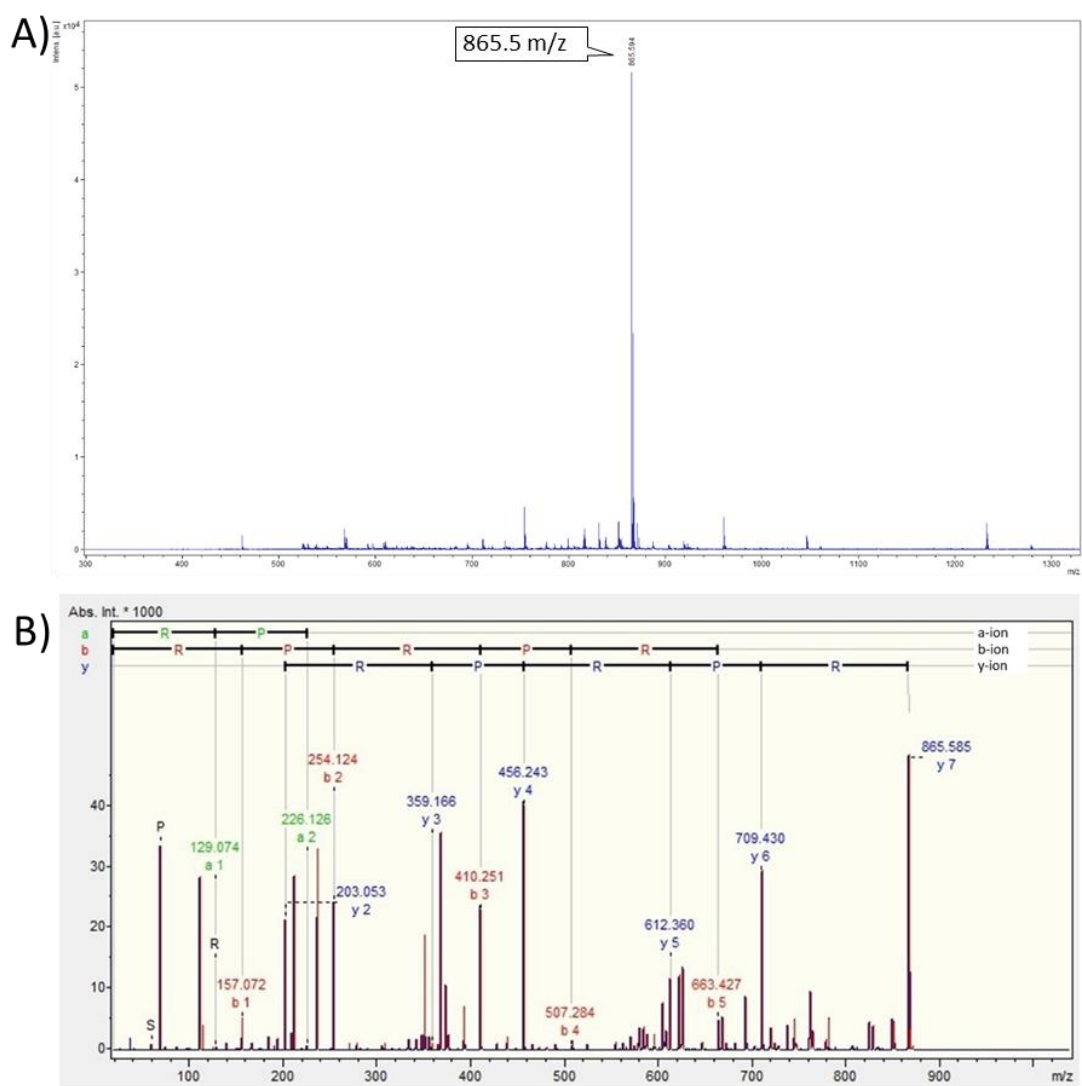 A)
Intens. [a.u.]
x10⁴
865.5 m/z
865.594
5
4
3
2
1
0
300 400 500 600 700 800 900 1000 1100 1200 1300
m/z
B)
Abs. Int. * 1000
a R P a-ion
b R P R P R b-ion
y R P R P R y-ion
865.585
y 7
254.124
b 2
456.243
y 4
359.166
y 3
226.126
a 2
P
129.074
a 1
709.430
y 6
203.053
y 2
410.251
b 3
R
612.360
y 5
157.072
b 1
663.427
b 5
S
507.284
b 4
40
30
20
10
0
100 200 300 400 500 600 700 800 900 m/z